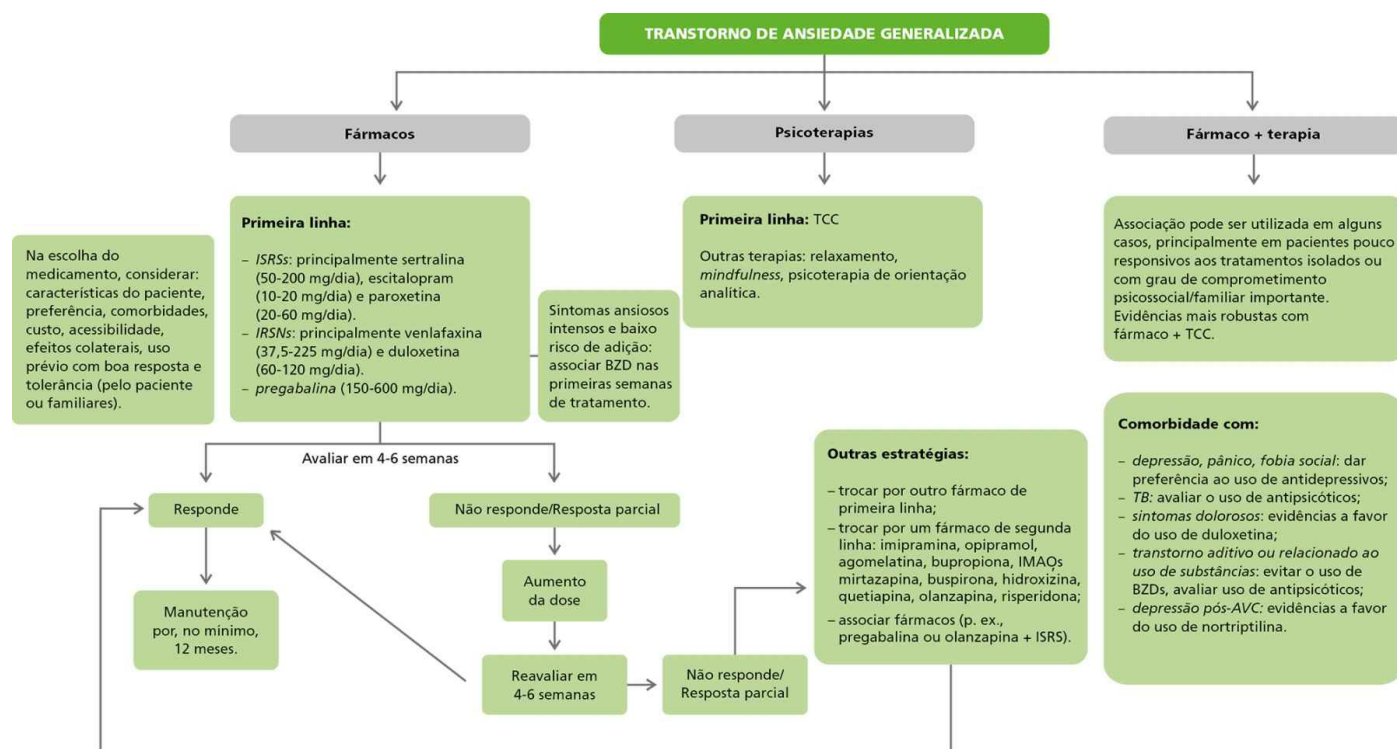 TRANSTORNO DE ANSIEDADE GENERALIZADA
Fármacos
Psicoterapias
Fármaco + terapia
Na escolha do
medicamento, considerar:
características do paciente,
preferência, comorbidades,
custo, acessibilidade,
efeitos colaterais, uso
prévio com boa resposta e
tolerância (pelo paciente
ou familiares).
Primeira linha:
– ISRSs: principalmente sertralina
(50-200 mg/dia), escitalopram
(10-20 mg/dia) e paroxetina
(20-60 mg/dia).
– IRSNs: principalmente venlafaxina
(37,5-225 mg/dia) e duloxetina
(60-120 mg/dia).
– pregabalina (150-600 mg/dia).
Sintomas ansiosos
intensos e baixo
risco de adição:
associar BZD nas
primeiras semanas
de tratamento.
Primeira linha: TCC
Outras terapias: relaxamento,
mindfulness, psicoterapia de orientação
analítica.
Associação pode ser utilizada em alguns
casos, principalmente em pacientes pouco
responsivos aos tratamentos isolados ou
com grau de comprometimento
psicossocial/familiar importante.
Evidências mais robustas com
fármaco + TCC.
Avaliar em 4-6 semanas
Responde
Não responde/Resposta parcial
Manutenção
por, no mínimo,
12 meses.
Aumento
da dose
Reavaliar em
4-6 semanas
Não responde/
Resposta parcial
Outras estratégias:
– trocar por outro fármaco de
primeira linha;
– trocar por um fármaco de segunda
linha: imipramina, opipramol,
agomelatina, bupropiona, IMAOs
mirtazapina, buspirona, hidroxizina,
quetiapina, olanzapina, risperidona;
– associar fármacos (p. ex.,
pregabalina ou olanzapina + ISRS).
Comorbidade com:
– depressão, pânico, fobia social: dar
preferência ao uso de antidepressivos;
– TB: avaliar o uso de antipsicóticos;
– sintomas dolorosos: evidências a favor
do uso de duloxetina;
– transtorno aditivo ou relacionado ao
uso de substâncias: evitar o uso de
BZDs, avaliar uso de antipsicóticos;
– depressão pós-AVC: evidências a favor
do uso de nortriptilina.